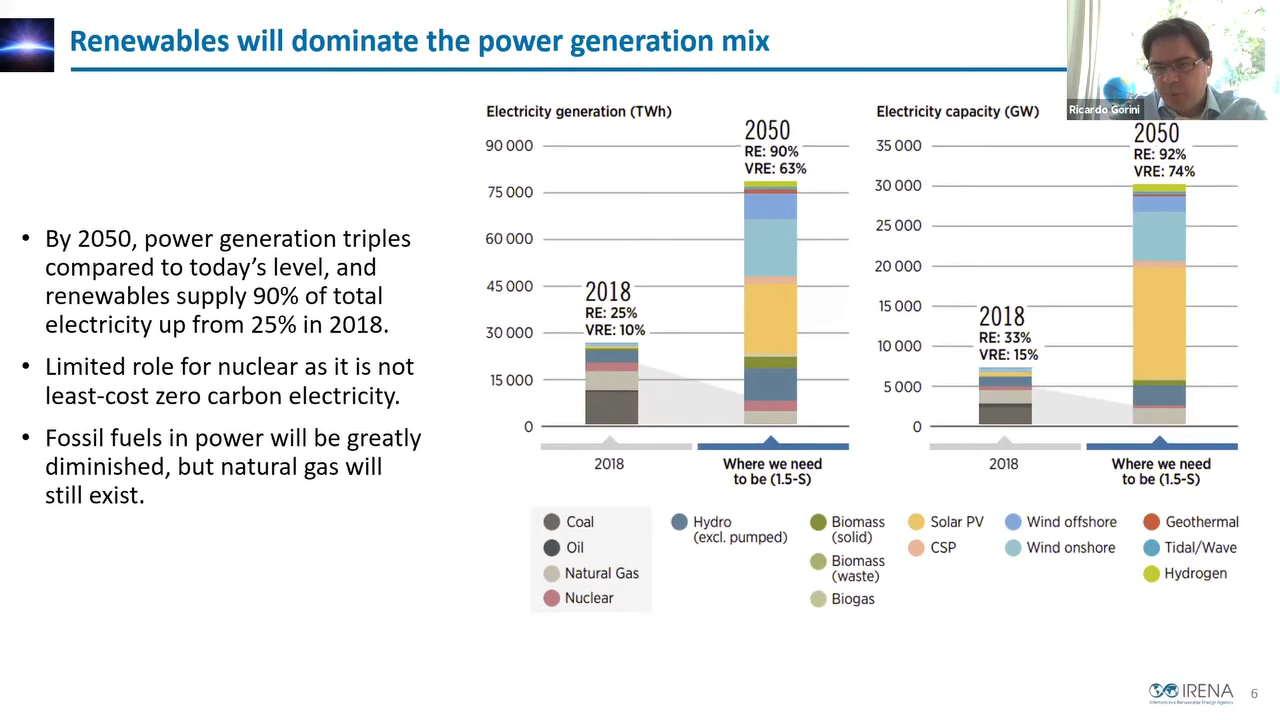 Renewables will dominate the power generation mix
Ricardo Gorini
• By 2050, power generation triples
compared to today's level, and
renewables supply 90% of total
electricity up from 25% in 2018.
• Limited role for nuclear as it is not
least-cost zero carbon electricity.
• Fossil fuels in power will be greatly
diminished, but natural gas will
still exist.
Electricity generation (TWh)
90 000
75 000
60 000
45 000
30 000
15 000
0
2018
RE: 25%
VRE: 10%
2050
RE: 90%
VRE: 63%
2018
Where we need
to be (1.5-S)
Electricity capacity (GW)
35 000
30 000
25 000
20 000
15 000
10 000
5 000
0
2018
RE: 33%
VRE: 15%
2050
RE: 92%
VRE: 74%
2018
Where we need
to be (1.5-S)
Coal
Oil
Natural Gas
Nuclear
Hydro
(excl. pumped)
Biomass
(solid)
Biomass
(waste)
Biogas
Solar PV
CSP
Wind offshore
Wind onshore
Geothermal
Tidal/Wave
Hydrogen
IRENA
International Renewable Energy Agency
6